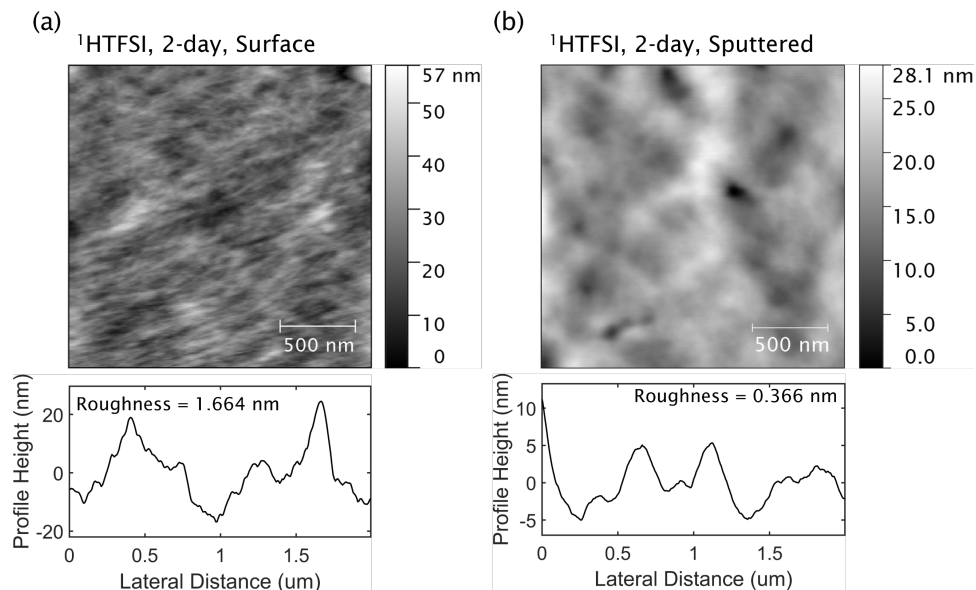 (a)
¹HTFSI, 2-day, Surface
57 nm
50
40
30
20
10
0
500 nm
Roughness = 1.664 nm
Profile Height (nm)
20
0
-20
0
0.5
1
1.5
Lateral Distance (um)
(b)
¹HTFSI, 2-day, Sputtered
28.1 nm
25.0
20.0
15.0
10.0
5.0
0.0
500 nm
Roughness = 0.366 nm
Profile Height (nm)
10
5
0
-5
0
0.5
1
1.5
Lateral Distance (um)